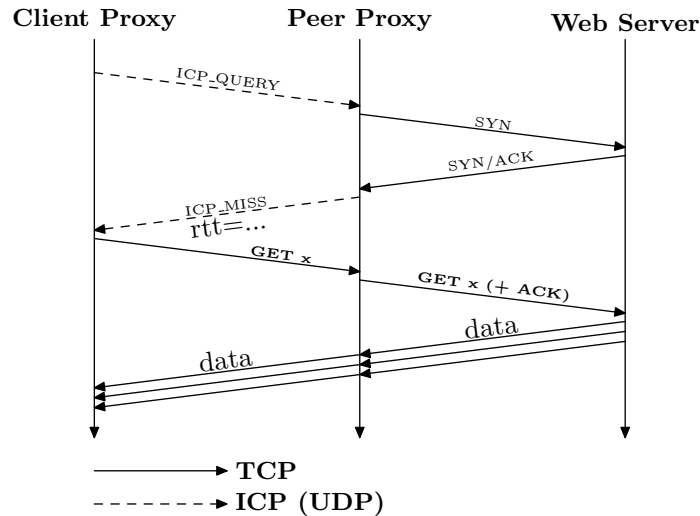 Client Proxy
Peer Proxy
Web Server
ICP_QUERY
SYN
SYN/ACK
ICP_MISS
rtt=...
GET x
GET x (+ ACK)
data
data
TCP
ICP (UDP)